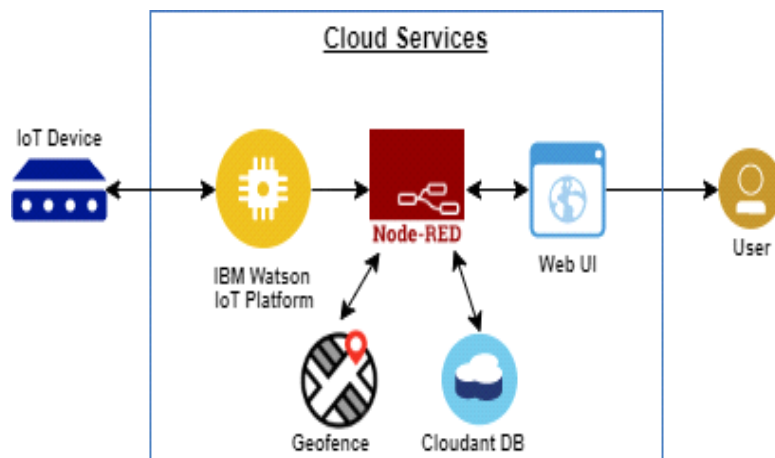 Cloud Services
IoT Device
Node-RED
IBM Watson
IoT Platform
Web UI
User
Geofence
Cloudant DB